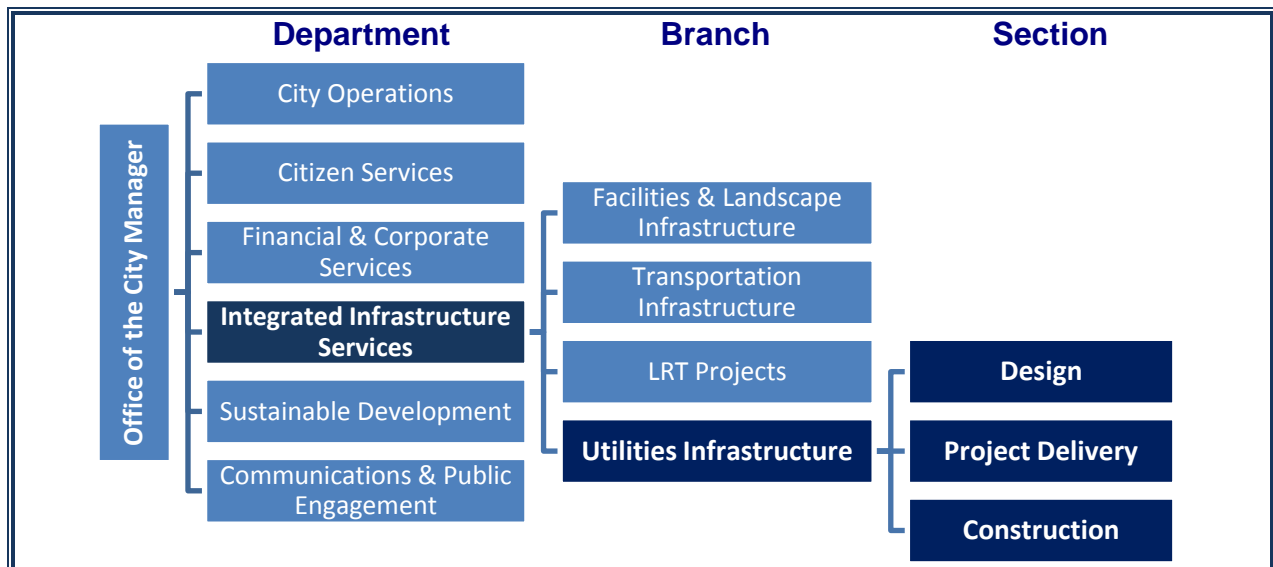 Department
Branch
Section
Office of the City Manager
City Operations
Citizen Services
Financial & Corporate
Services
Integrated Infrastructure
Services
Sustainable Development
Communications & Public
Engagement
Facilities & Landscape
Infrastructure
Transportation
Infrastructure
LRT Projects
Utilities Infrastructure
Design
Project Delivery
Construction